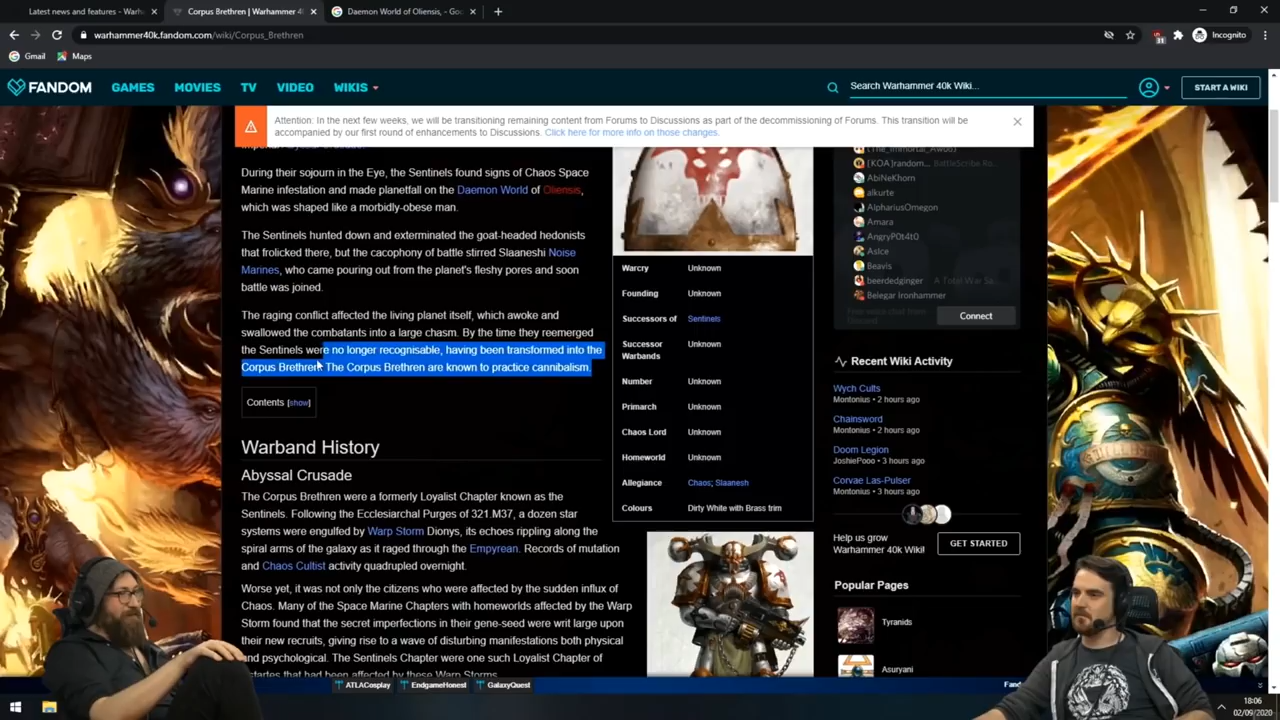 Latest news and features - Warh
Corpus Brethren | Warhammer 4
Daemon World of Oliensis, - Goo
warhammer40k.fandom.com/wiki/Corpus_Brethren
31
Incognito
Gmail
Maps
FANDOM
GAMES
MOVIES
TV
VIDEO
WIKIS
Search Warhammer 40k Wiki...
START A WIKI
Attention: In the next few weeks, we will be transitioning remaining content from Forums to Discussions as part of the decommissioning of Forums. This transition will
be accompanied by our first round of enhancements to Discussions. Click here for more info on those changes.
During their sojourn in the Eye, the Sentinels found signs of Chaos Space
Marine infestation and made planetfall on the Daemon World of Oliensis,
which was shaped like a morbidly-obese man.
The Sentinels hunted down and exterminated the goat-headed hedonists
that frolicked there, but the cacophony of battle stirred Slaaneshi Noise
Marines, who came pouring out from the planet's fleshy pores and soon
battle was joined.
The raging conflict affected the living planet itself, which awoke and
swallowed the combatants into a large chasm. By the time they reemerged
the Sentinels were no longer recognisable, having been transformed into the
Corpus Brethren. The Corpus Brethren are known to practice cannibalism.
Contents [show]
Warband History
Abyssal Crusade
The Corpus Brethren were a formerly Loyalist Chapter known as the
Sentinels. Following the Ecclesiarchal Purges of 321.M37, a dozen star
systems were engulfed by Warp Storm Dionys, its echoes rippling along the
spiral arms of the galaxy as it raged through the Empyrean. Records of mutation
and Chaos Cultist activity quadrupled overnight.
Worse yet, it was not only the citizens who were affected by the sudden influx of
Chaos. Many of the Space Marine Chapters with homeworlds affected by the Warp
Storm found that the secret imperfections in their gene-seed were writ large upon
their new recruits, giving rise to a wave of disturbing manifestations both physical
and psychological. The Sentinels Chapter were one such Loyalist Chapter of
that had been affected by these Warp Storms.
Warcry Unknown
Founding Unknown
Successors of Sentinels
Successor Warbands Unknown
Number Unknown
Primarch Unknown
Chaos Lord Unknown
Homeworld Unknown
Allegiance Chaos; Slaanesh
Colours Dirty White with Brass trim
[KOA]random... BattleScribe Ro...
AbiNeKhorn
alkurte
AlphariusOmegon
Amara
AngryP0t4t0
Aslce
Beavis
beerdedginger A Total War Sa...
Belegar Ironhammer
Connect
Recent Wiki Activity
Wych Cults
Montonius • 2 hours ago
Chainsword
Montonius • 2 hours ago
Doom Legion
JoshiePooo • 3 hours ago
Corvae Las-Pulser
Montonius • 3 hours ago
Help us grow
Warhammer 40k Wiki!
GET STARTED
Popular Pages
Tyranids
Asuryani
ATLACosplay
EndgameHonest
GalaxyQuest
Fand
18:06
02/09/2020